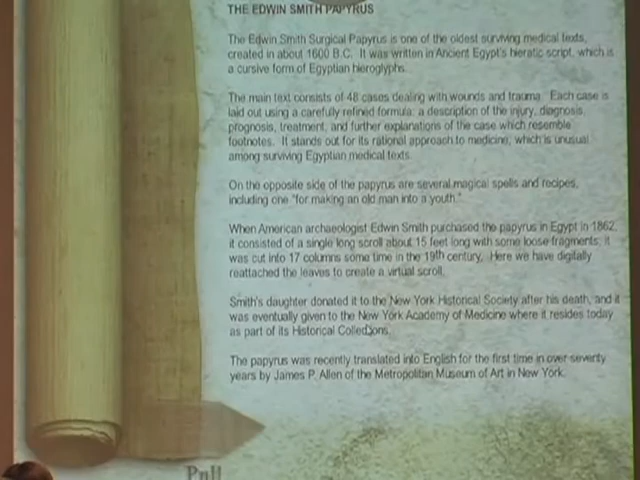 THE EDWIN SMITH PAPYRUS
The Edwin Smith Surgical Papyrus is one of the oldest surviving medical texts,
created in about 1600 B.C. It was written in Ancient Egypt's hieratic script, which is
a cursive form of Egyptian hieroglyphs.
The main text consists of 48 cases dealing with wounds and trauma. Each case is
laid out using a carefully refined formula: a description of the injury, diagnosis,
prognosis, treatment, and further explanations of the case which resemble
footnotes. It stands out for its rational approach to medicine, which is unusual
among surviving Egyptian medical texts.
On the opposite side of the papyrus are several magical spells and recipes,
including one "for making an old man into a youth."
When American archaeologist Edwin Smith purchased the papyrus in Egypt in 1862,
it consisted of a single long scroll about 15 feet long with some loose fragments; it
was cut into 17 columns some time in the 19th century. Here we have digitally
reattached the leaves to create a virtual scroll.
Smith's daughter donated it to the New York Historical Society after his death, and it
was eventually given to the New York Academy of Medicine where it resides today
as part of its Historical Collections.
The papyrus was recently translated into English for the first time in over seventy
years by James P. Allen of the Metropolitan Museum of Art in New York.
Pull